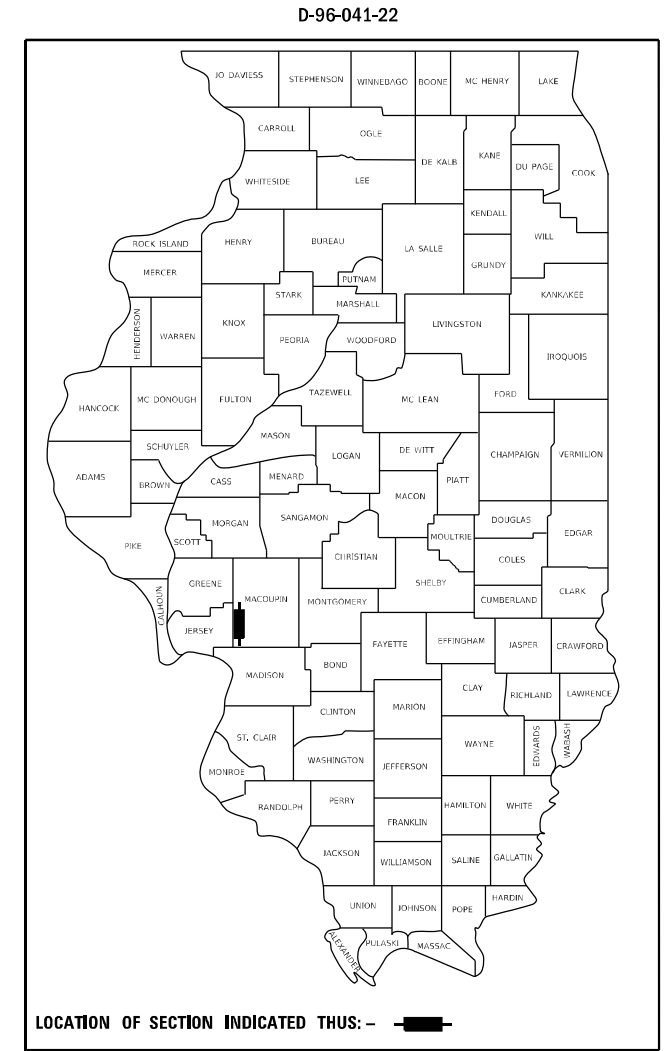 D-96-041-22
JO DAVIESS
STEPHENSON
WINNEBAGO
BOONE
MC HENRY
LAKE
CARROLL
OGLE
DE KALB
KANE
DU PAGE
COOK
WHITESIDE
LEE
KENDALL
ROCK ISLAND
HENRY
BUREAU
LA SALLE
WILL
GRUNDY
MERCER
PUTNAM
STARK
MARSHALL
KANKAKEE
HENDERSON
WARREN
KNOX
PEORIA
WOODFORD
LIVINGSTON
IROQUOIS
HANCOCK
MC DONOUGH
FULTON
TAZEWELL
MC LEAN
FORD
SCHUYLER
MASON
LOGAN
DE WITT
CHAMPAIGN
VERMILION
ADAMS
BROWN
CASS
MENARD
PIATT
MACON
PIKE
SCOTT
MORGAN
SANGAMON
DOUGLAS
EDGAR
MOULTRIE
CHRISTIAN
COLES
CALHOUN
GREENE
MACOUPIN
MONTGOMERY
SHELBY
CUMBERLAND
CLARK
JERSEY
FAYETTE
EFFINGHAM
JASPER
CRAWFORD
MADISON
BOND
CLAY
RICHLAND
LAWRENCE
CLINTON
MARION
ST. CLAIR
WAYNE
EDWARDS
WABASH
MONROE
WASHINGTON
JEFFERSON
RANDOLPH
PERRY
HAMILTON
WHITE
FRANKLIN
JACKSON
WILLIAMSON
SALINE
GALLATIN
UNION
JOHNSON
POPE
HARDIN
ALEXANDER
PULASKI
MASSAC
LOCATION OF SECTION INDICATED THUS: –